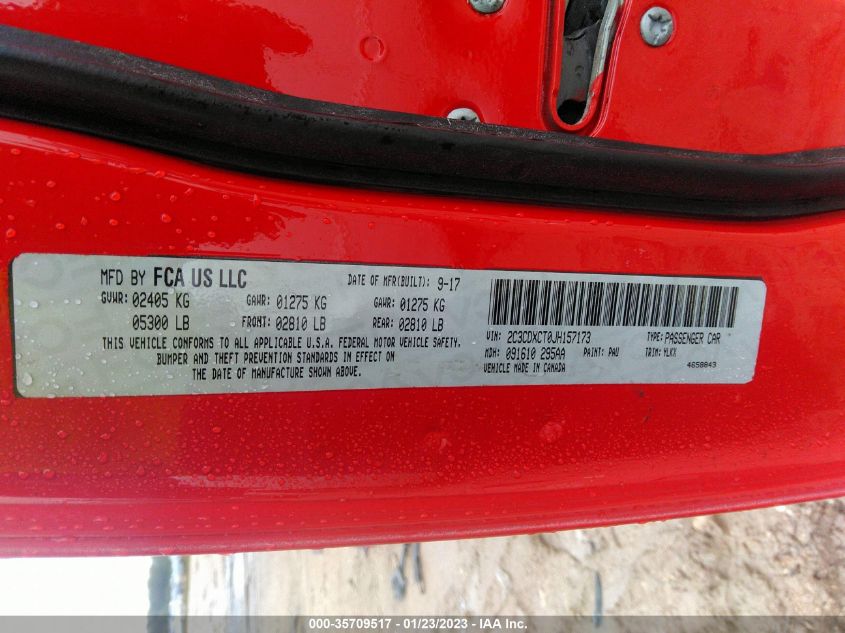 MFD BY FCA US LLC
DATE OF MFR(BUILT): 9-17
GVWR: 02405 KG GAWR: 01275 KG GAWR: 01275 KG
05300 LB FRONT: 02810 LB REAR: 02810 LB
THIS VEHICLE CONFORMS TO ALL APPLICABLE U.S.A. FEDERAL MOTOR VEHICLE SAFETY,
BUMPER AND THEFT PREVENTION STANDARDS IN EFFECT ON
THE DATE OF MANUFACTURE SHOWN ABOVE.
VIN: 2C3CDXCT0JH157173 TYPE: PASSENGER CAR
MDH: 091610 295AA PAINT: PAU TRIM: YLKX
VEHICLE MADE IN CANADA 4658843
000-35709517 - 01/23/2023 - IAA Inc.